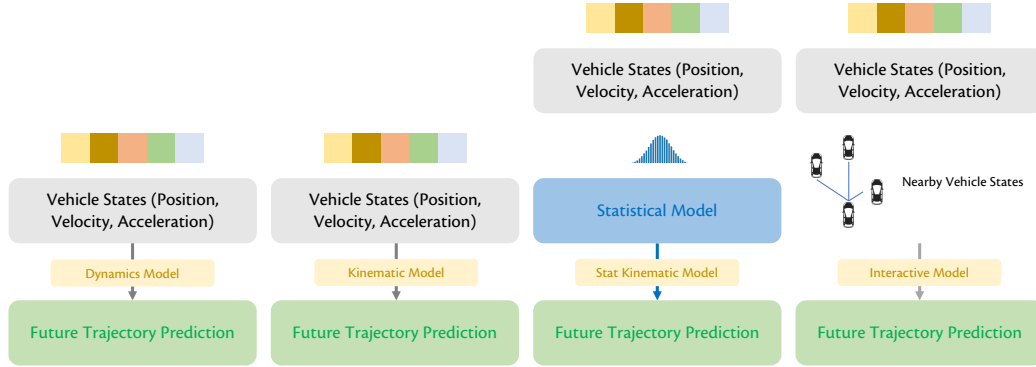 Vehicle States (Position,
Velocity, Acceleration)
Dynamics Model
Future Trajectory Prediction
Vehicle States (Position,
Velocity, Acceleration)
Kinematic Model
Future Trajectory Prediction
Vehicle States (Position,
Velocity, Acceleration)
Statistical Model
Stat Kinematic Model
Future Trajectory Prediction
Vehicle States (Position,
Velocity, Acceleration)
Nearby Vehicle States
Interactive Model
Future Trajectory Prediction